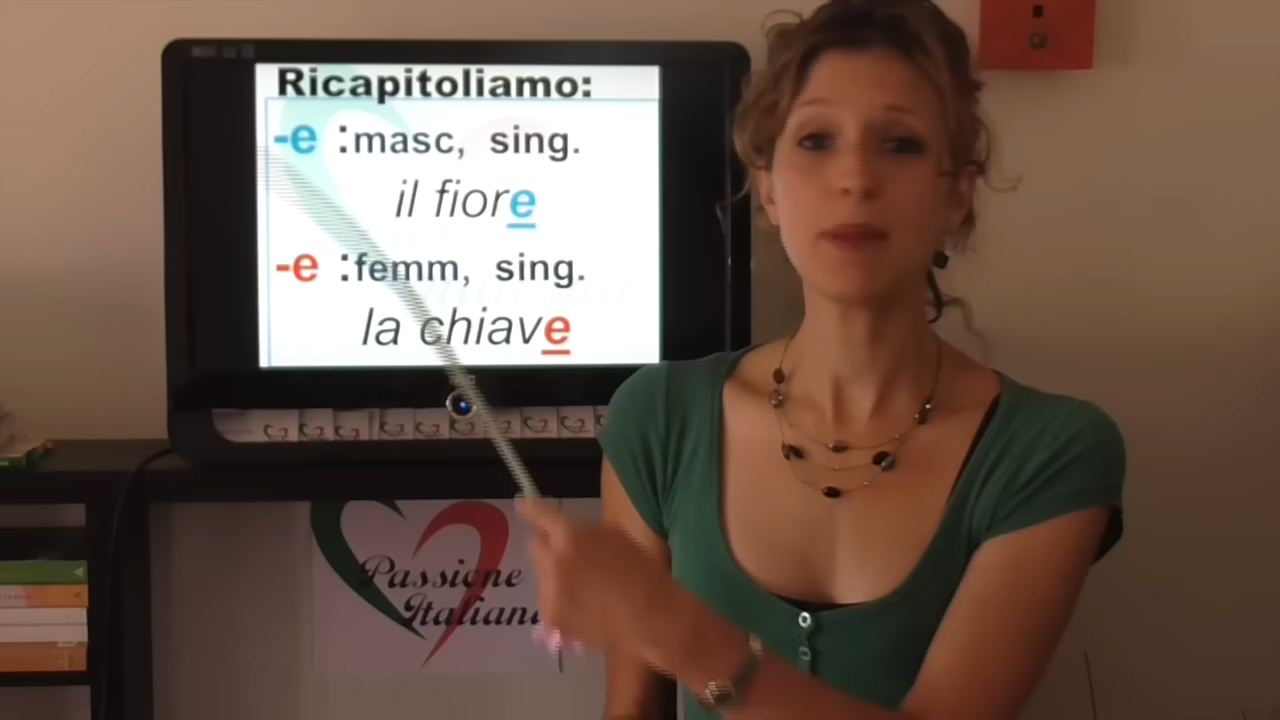 Ricapitoliamo:
-e :masc, sing.
il fiore
-e :femm, sing.
la chiave
Passione
Italiana